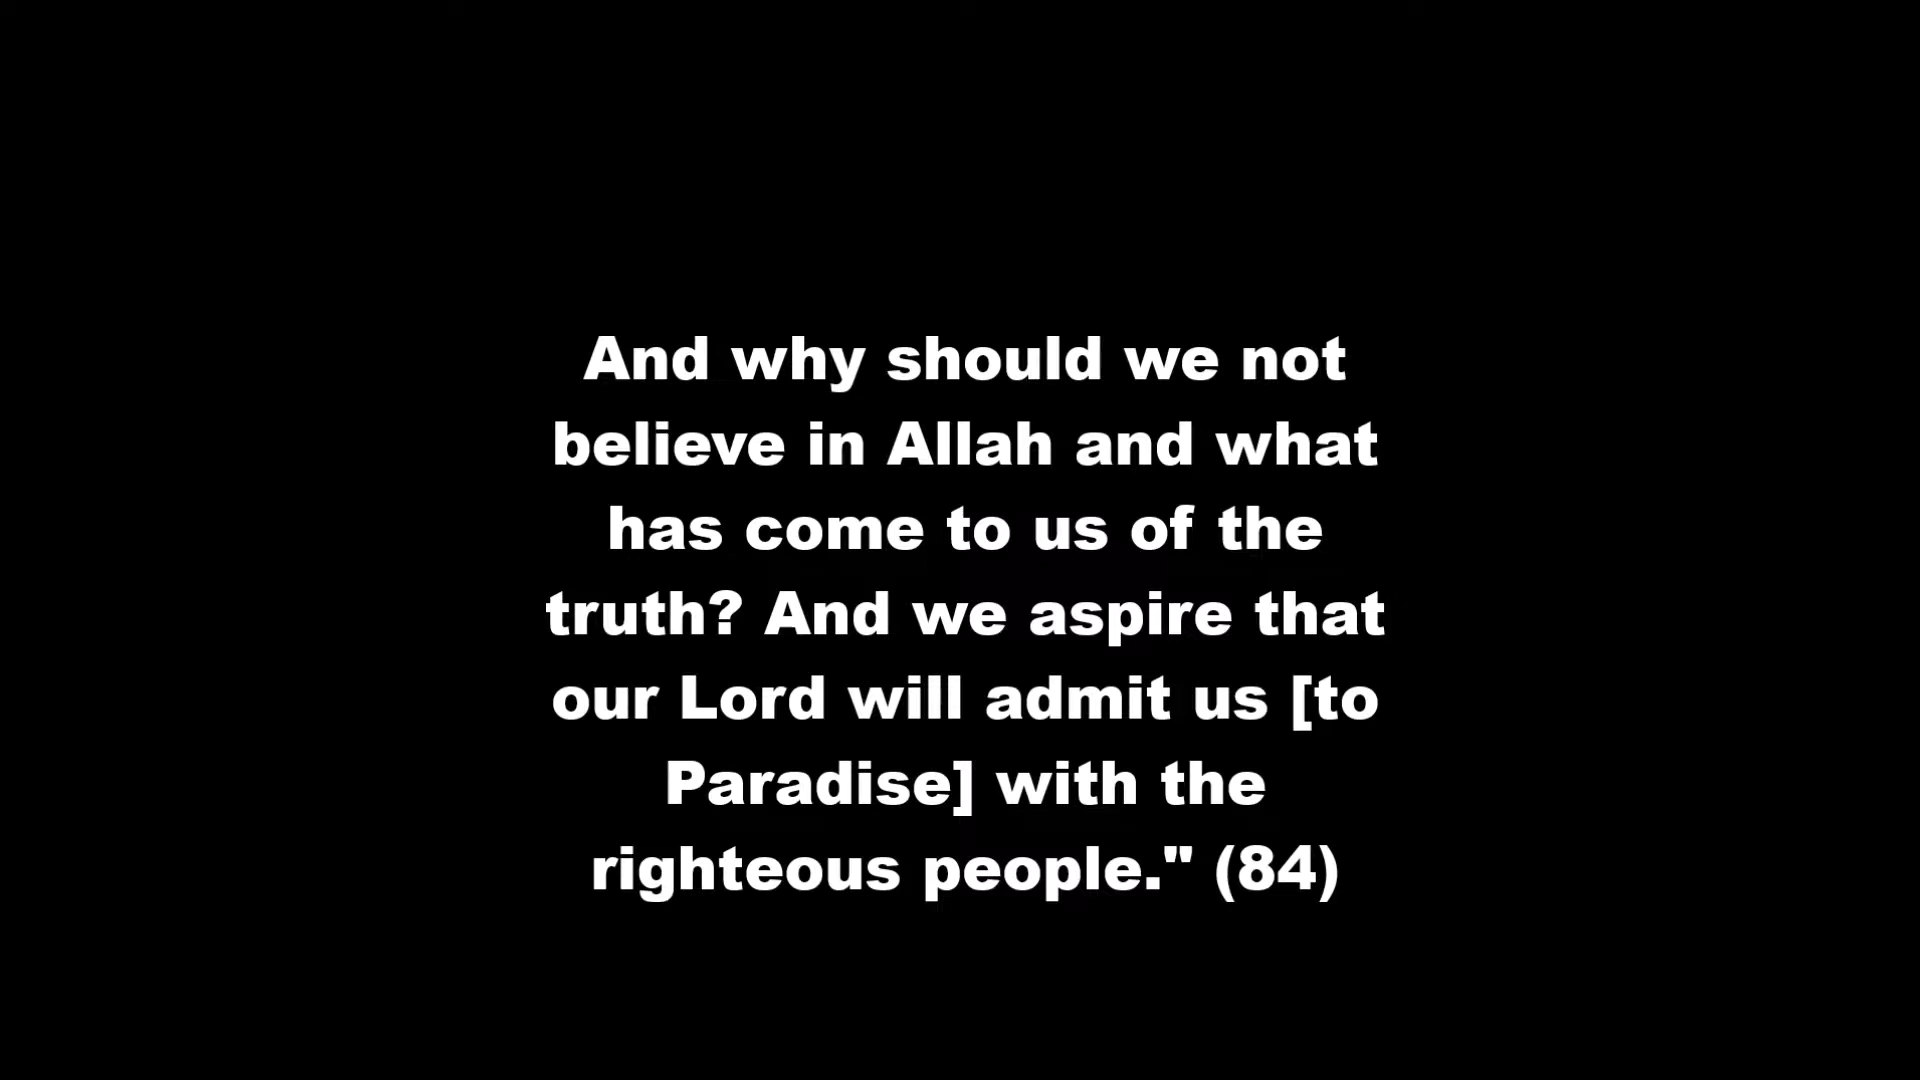 And why should we not
believe in Allah and what
has come to us of the
truth? And we aspire that
our Lord will admit us [to
Paradise] with the
righteous people." (84)